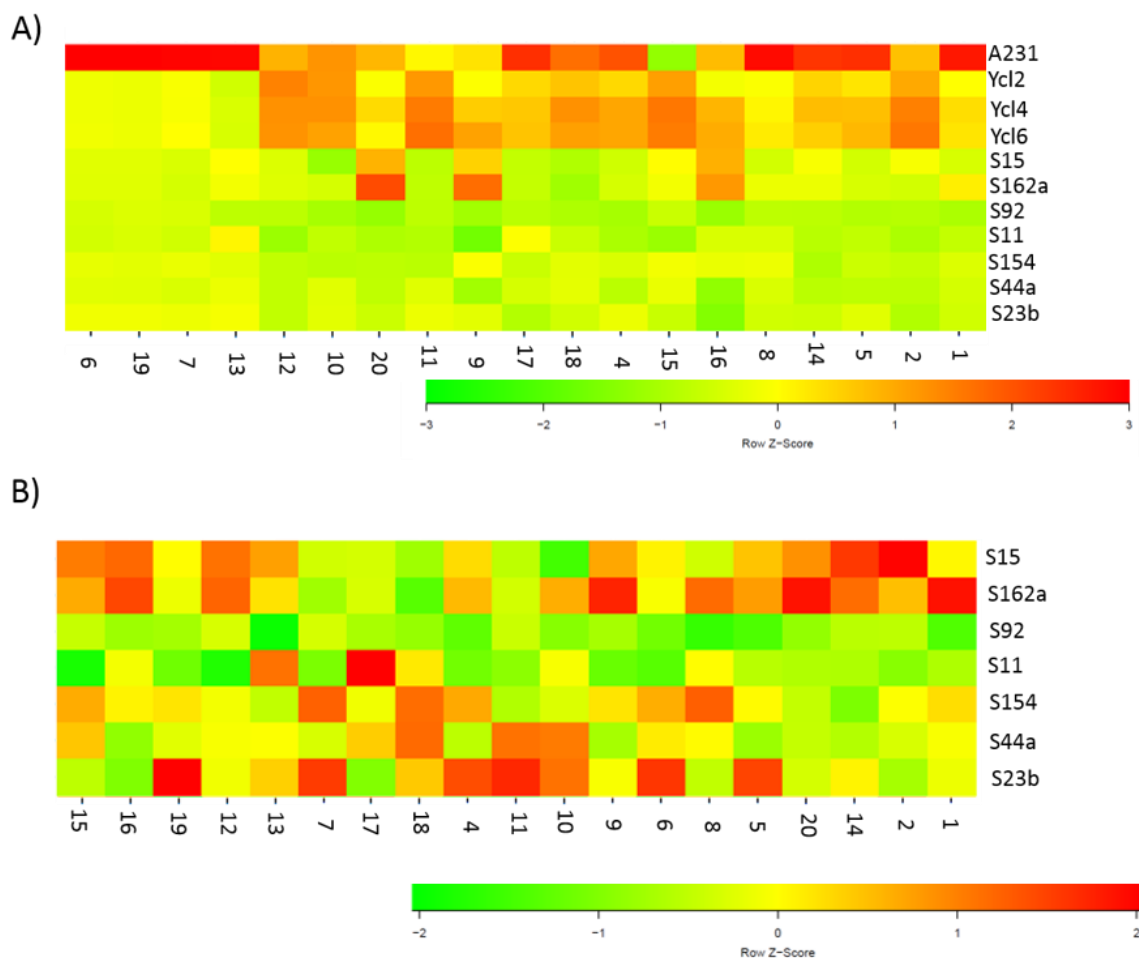 A)
A231
Ycl2
Ycl4
Ycl6
S15
S162a
S92
S11
S154
S44a
S23b
6 19 7 13 12 10 20 11 9 17 18 4 15 16 8 14 5 2 1
−3 −2 −1 0 1 2 3
Row Z−Score
B)
S15
S162a
S92
S11
S154
S44a
S23b
15 16 19 12 13 7 17 18 4 11 10 9 6 8 5 20 14 2 1
−2 −1 0 1 2
Row Z−Score